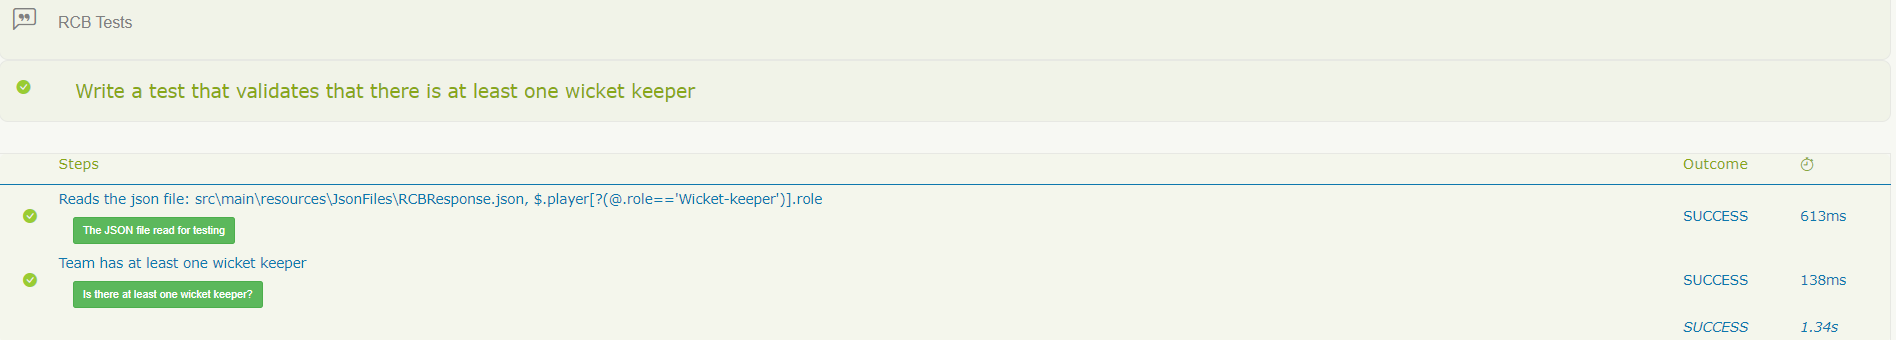 RCB Tests
Write a test that validates that there is at least one wicket keeper
Steps Outcome
Reads the json file: src\main\resources\JsonFiles\RCBResponse.json, $.player[?(@.role=='Wicket-keeper')].role
The JSON file read for testing
SUCCESS 613ms
Team has at least one wicket keeper
Is there at least one wicket keeper?
SUCCESS 138ms
SUCCESS 1.34s